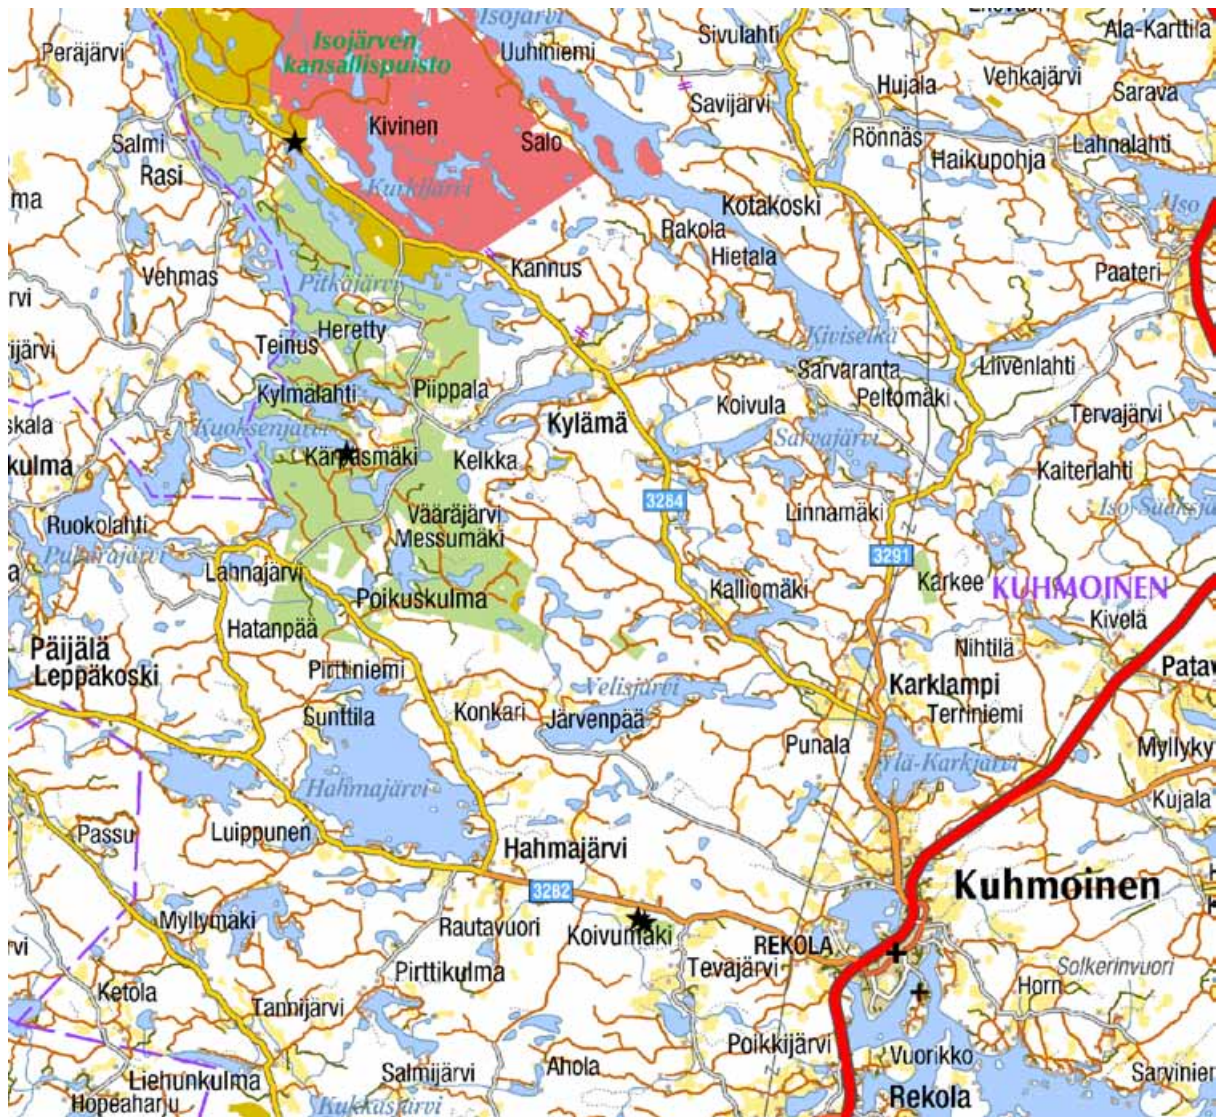 Isojärvi
Sivulahti
Ala-Karttila
Peräjärvi
Isojärven
kansallispuisto
Uuhiniemi
Vehkajärvi
Hujala
Sarava
Savijärvi
Kivinen
Salo
Rönnäs
Lahnalahti
Salmi
Haikupohja
Rasi
Kurkijärvi
ma
Kotakoski
Iso
Rakola
Hietala
Vehmas
Kannus
Paateri
Pitkäjärvi
rvi
Heretty
Kiviselkä
Teinus
ijärvi
Sarvaranta
Liivenlahti
Kylmälahti
Piippala
Peltomäki
Koivula
Tervajärvi
Kylämä
skala
Kuoksenjärvi
Salvajärvi
Kärpäsmäki
Kelkka
kulma
Kaiterlahti
3284
Vääräjärvi
Linnamäki
Ruokolahti
Messumäki
Pukarajärvi
3291
Lahnajärvi
a
Karkee
KUHMOINEN
Kalliomäki
Poikuskulma
Kivelä
Hatanpää
Päijälä
Nihtilä
Leppäkoski
Pirttiniemi
Karklampi
Velisjärvi
Sunttila
Konkari
Järvenpää
Terriniemi
Punala
Ylä-Karkjärvi
Hahmajärvi
Kujala
Passu
Luippunen
Hahmajärvi
Kuhmoinen
3282
Myllymäki
Rautavuori
Koivumäki
REKOLA
rvi
Pirttikulma
Tevajärvi
Solkerinvuori
Ketola
Horn
Tannijärvi
Poikkijärvi
Vuorikko
Ahola
Salmijärvi
Liehunkulma
Rekola
Hopeaharju
Kukkasjärvi